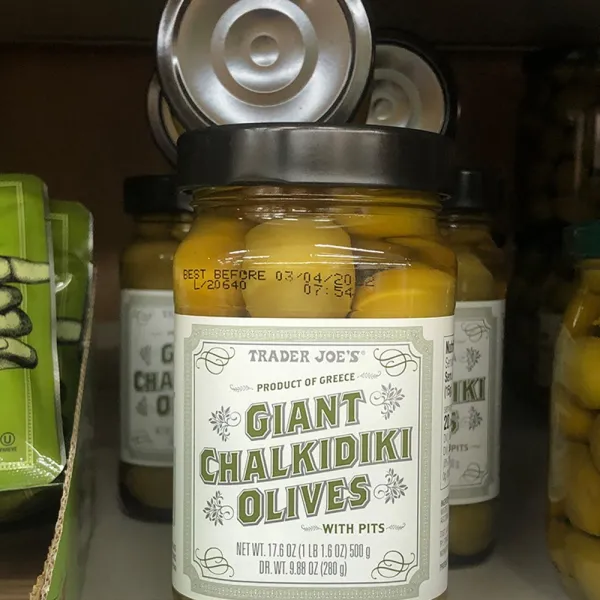 BEST BEFORE 03/04/20 2
L/20640 07:54
TRADER JOE'S®
PRODUCT OF GREECE
GIANT
CHALKIDIKI
OLIVES
WITH PITS
NET WT. 17.6 OZ (1 LB 1.6 OZ) 500 g
DR. WT. 9.88 OZ (280 g)